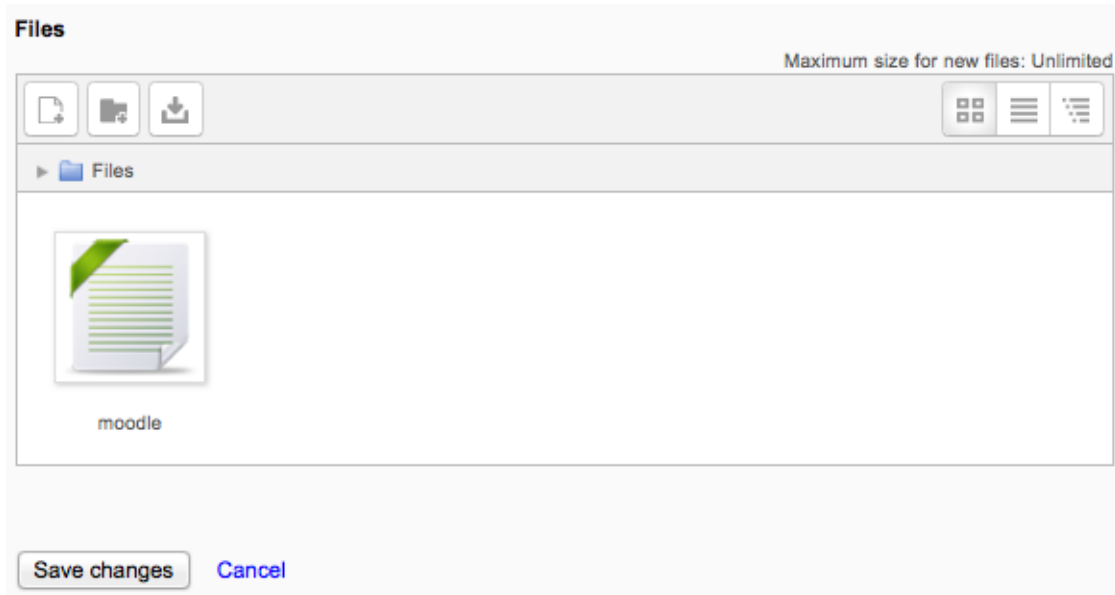 Files
Maximum size for new files: Unlimited
Files
moodle
Save changes Cancel